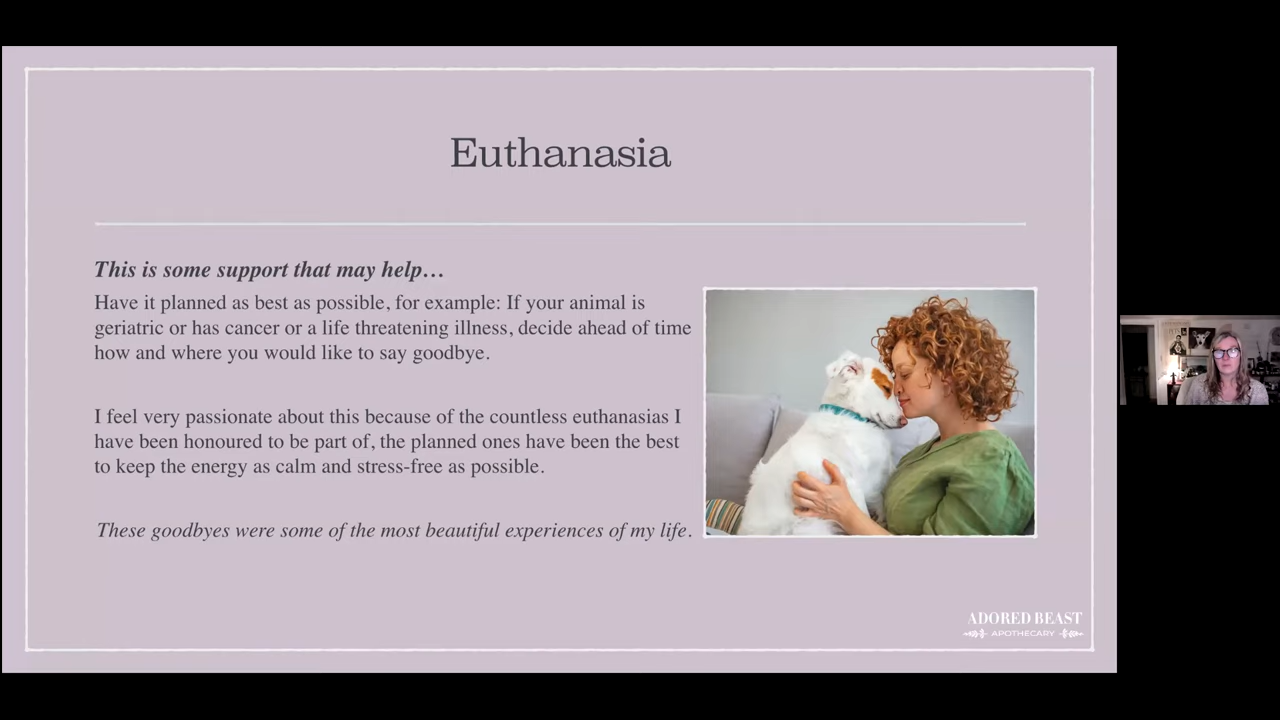 Euthanasia
This is some support that may help…
Have it planned as best as possible, for example: If your animal is
geriatric or has cancer or a life threatening illness, decide ahead of time
how and where you would like to say goodbye.
I feel very passionate about this because of the countless euthanasias I
have been honoured to be part of, the planned ones have been the best
to keep the energy as calm and stress-free as possible.
These goodbyes were some of the most beautiful experiences of my life.
ADORED BEAST
APOTHECARY